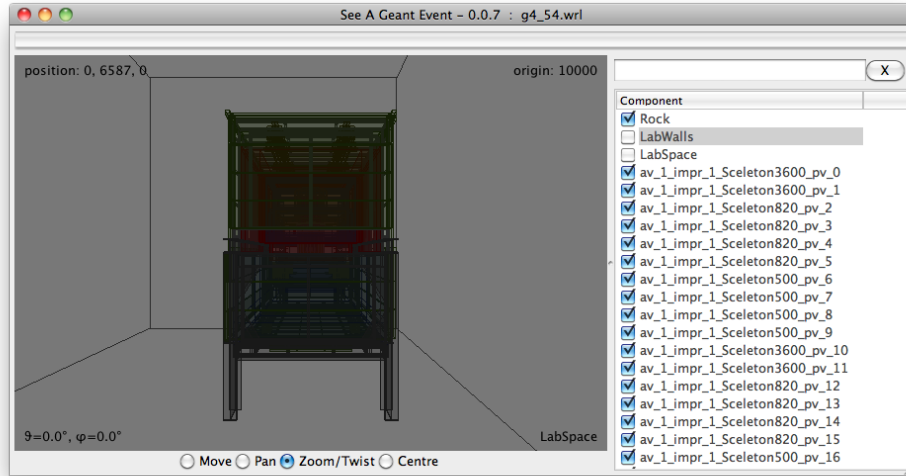 See A Geant Event - 0.0.7 : g4_54.wrl
position: 0, 6587, 0
origin: 10000
X
Component
Rock
LabWalls
LabSpace
av_1_impr_1_Sceleton3600_pv_0
av_1_impr_1_Sceleton3600_pv_1
av_1_impr_1_Sceleton820_pv_2
av_1_impr_1_Sceleton820_pv_3
av_1_impr_1_Sceleton820_pv_4
av_1_impr_1_Sceleton820_pv_5
av_1_impr_1_Sceleton500_pv_6
av_1_impr_1_Sceleton500_pv_7
av_1_impr_1_Sceleton500_pv_8
av_1_impr_1_Sceleton500_pv_9
av_1_impr_1_Sceleton3600_pv_10
av_1_impr_1_Sceleton3600_pv_11
av_1_impr_1_Sceleton820_pv_12
av_1_impr_1_Sceleton820_pv_13
av_1_impr_1_Sceleton820_pv_14
av_1_impr_1_Sceleton820_pv_15
av_1_impr_1_Sceleton500_pv_16
ϑ=0.0°, φ=0.0°
LabSpace
Move Pan Zoom/Twist Centre